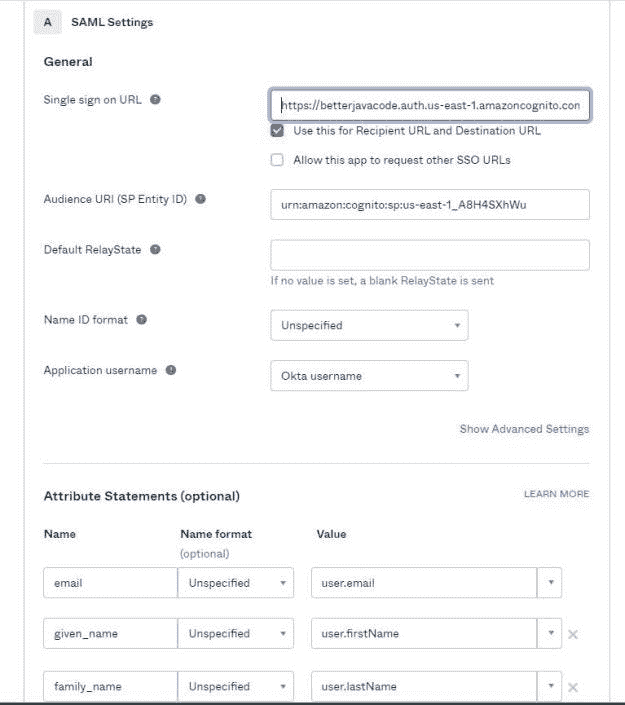 A SAML Settings
General
Single sign on URL
https://betterjavacode.auth.us-east-1.amazoncognito.con
Use this for Recipient URL and Destination URL
Allow this app to request other SSO URLs
Audience URI (SP Entity ID)
urn:amazon:cognito:sp:us-east-1_A8H4SXhWu
Default RelayState
If no value is set, a blank RelayState is sent
Name ID format
Unspecified
Application username
Okta username
Show Advanced Settings
Attribute Statements (optional)
LEARN MORE
Name Name format Value
(optional)
email Unspecified user.email
given_name Unspecified user.firstName
family_name Unspecified user.lastName